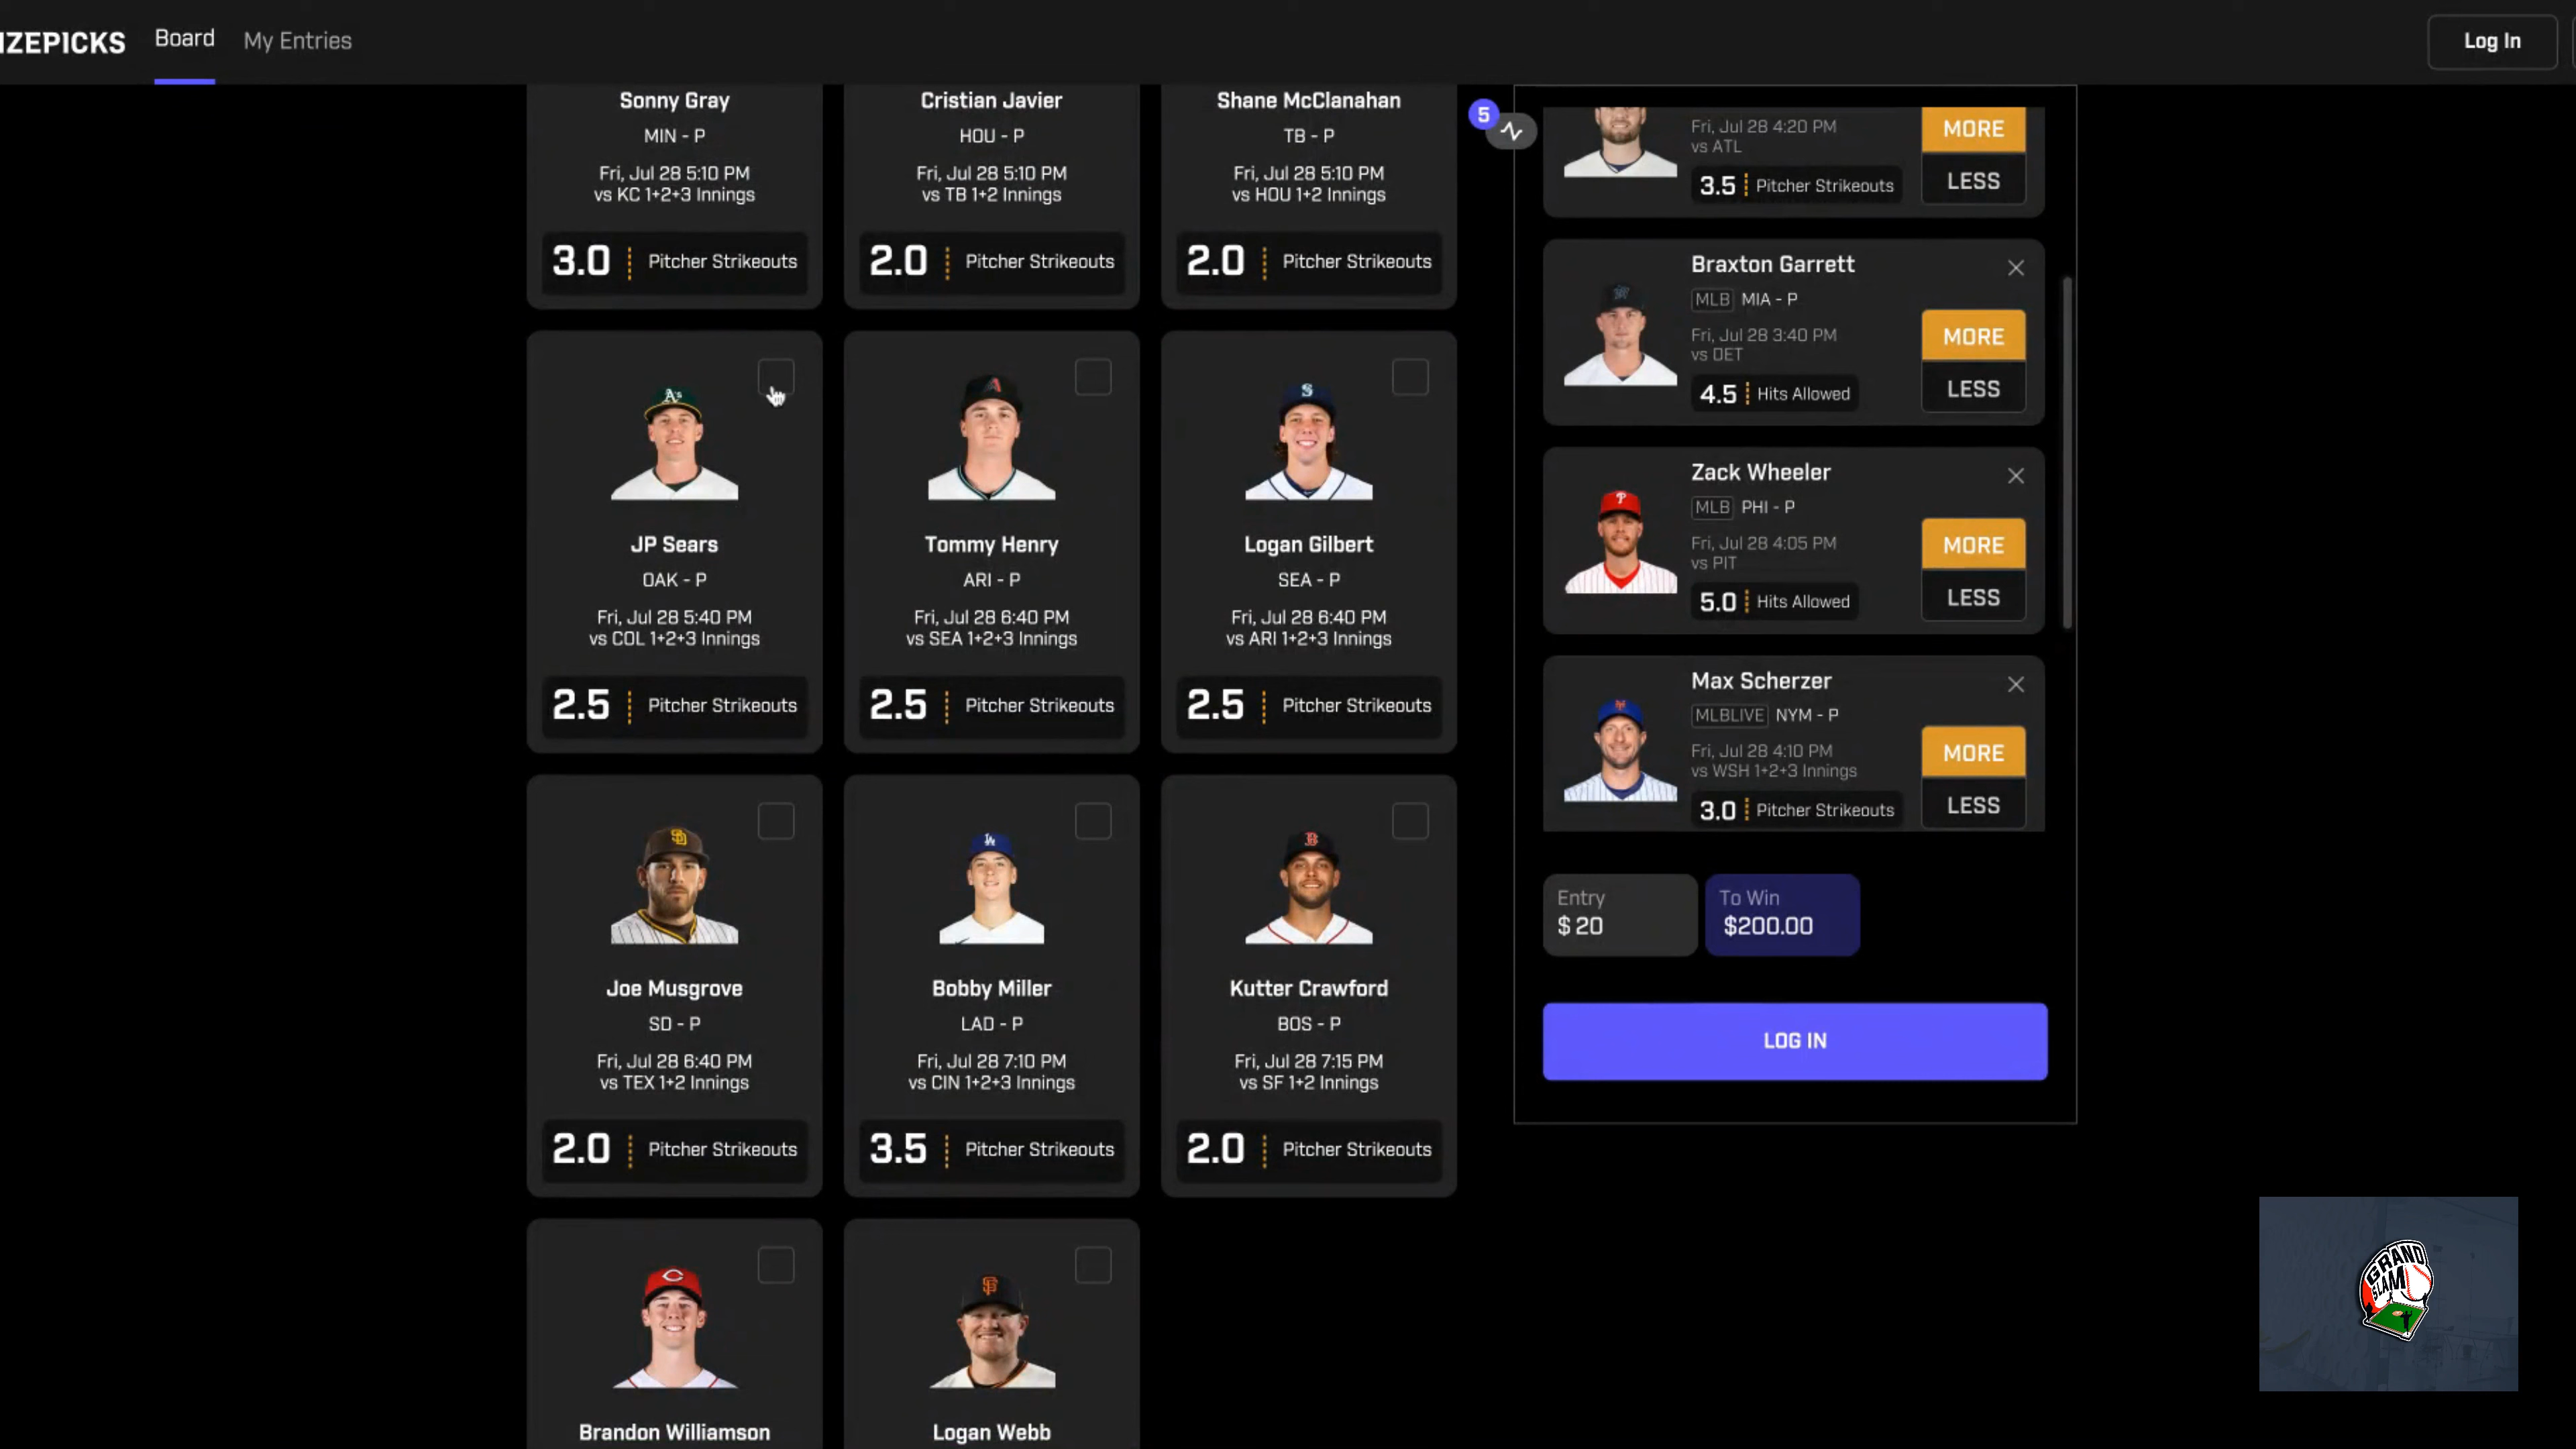 IZEPICKS
Board
My Entries
Log In
Sonny Gray
MIN - P
Fri, Jul 28 5:10 PM
vs KC 1+2+3 Innings
3.0 Pitcher Strikeouts
Cristian Javier
HOU - P
Fri, Jul 28 5:10 PM
vs TB 1+2 Innings
2.0 Pitcher Strikeouts
Shane McClanahan
TB - P
Fri, Jul 28 5:10 PM
vs HOU 1+2 Innings
2.0 Pitcher Strikeouts
A's
JP Sears
OAK - P
Fri, Jul 28 5:40 PM
vs COL 1+2+3 Innings
2.5 Pitcher Strikeouts
A
Tommy Henry
ARI - P
Fri, Jul 28 6:40 PM
vs SEA 1+2+3 Innings
2.5 Pitcher Strikeouts
S
Logan Gilbert
SEA - P
Fri, Jul 28 6:40 PM
vs ARI 1+2+3 Innings
2.5 Pitcher Strikeouts
SD
Joe Musgrove
SD - P
Fri, Jul 28 6:40 PM
vs TEX 1+2 Innings
2.0 Pitcher Strikeouts
LA
Bobby Miller
LAD - P
Fri, Jul 28 7:10 PM
vs CIN 1+2+3 Innings
3.5 Pitcher Strikeouts
B
Kutter Crawford
BOS - P
Fri, Jul 28 7:15 PM
vs SF 1+2 Innings
2.0 Pitcher Strikeouts
C
Brandon Williamson
SF
Logan Webb
5
Fri, Jul 28 4:20 PM
vs ATL
3.5 Pitcher Strikeouts
MORE
LESS
Braxton Garrett
MLB MIA - P
Fri, Jul 28 3:40 PM
vs DET
4.5 Hits Allowed
MORE
LESS
P
Zack Wheeler
MLB PHI - P
Fri, Jul 28 4:05 PM
vs PIT
5.0 Hits Allowed
MORE
LESS
Max Scherzer
MLBLIVE NYM - P
Fri, Jul 28 4:10 PM
vs WSH 1+2+3 Innings
3.0 Pitcher Strikeouts
MORE
LESS
Entry
$ 20
To Win
$200.00
LOG IN
GRAND
SLAM